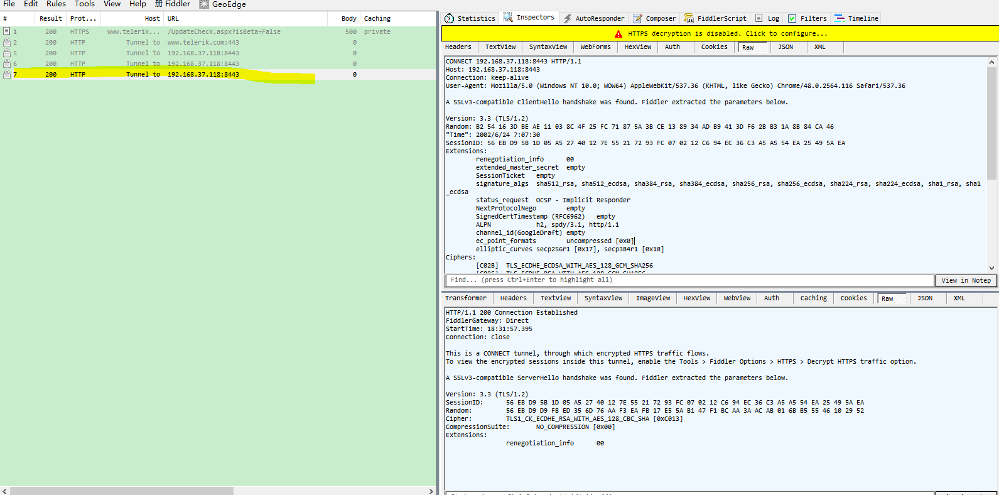 File Edit Rules Tools View Help 册 Fiddler GeoEdge
# Result Prot... Host URL Body Caching
1 200 HTTPS www.telerik... /UpdateCheck.aspx?isBeta=False 500 private
2 200 HTTP Tunnel to www.telerik.com:443 0
5 200 HTTP Tunnel to 192.168.37.118:8443 0
6 200 HTTP Tunnel to 192.168.37.118:8443 0
7 200 HTTP Tunnel to 192.168.37.118:8443 0
Statistics Inspectors AutoResponder Composer FiddlerScript Log Filters Timeline
HTTPS decryption is disabled. Click to configure...
Headers TextView SyntaxView WebForms HexView Auth Cookies Raw JSON XML
CONNECT 192.168.37.118:8443 HTTP/1.1
Host: 192.168.37.118:8443
Connection: keep-alive
User-Agent: Mozilla/5.0 (Windows NT 10.0; WOW64) AppleWebKit/537.36 (KHTML, like Gecko) Chrome/48.0.2564.116 Safari/537.36
A SSLv3-compatible ClientHello handshake was found. Fiddler extracted the parameters below.
Version: 3.3 (TLS/1.2)
Random: B2 54 16 3D BE AE 11 03 8C 4F 25 FC 71 87 5A 3B CE 13 89 34 AD B9 41 3D F6 2B B3 1A 8B 84 CA 46
"Time": 2002/6/24 7:07:30
SessionID: 56 EB D9 5B 1D 05 A5 27 40 12 7E 55 21 72 93 FC 07 02 12 C6 94 EC 36 C3 A5 A5 54 EA 25 49 5A EA
Extensions:
renegotiation_info 00
extended_master_secret empty
SessionTicket empty
signature_algs sha512_rsa, sha512_ecdsa, sha384_rsa, sha384_ecdsa, sha256_rsa, sha256_ecdsa, sha224_rsa, sha224_ecdsa, sha1_rsa, sha1
_ecdsa
status_request OCSP - Implicit Responder
NextProtocolNego empty
SignedCertTimestamp (RFC6962) empty
ALPN h2, spdy/3.1, http/1.1
channel_id(GoogleDraft) empty
ec_point_formats uncompressed [0x0]
elliptic_curves secp256r1 [0x17], secp384r1 [0x18]
Ciphers:
[C02B] TLS_ECDHE_ECDSA_WITH_AES_128_GCM_SHA256
Find... (press Ctrl+Enter to highlight all) View in Notep
Transformer Headers TextView SyntaxView ImageView HexView WebView Auth Caching Cookies Raw JSON XML
HTTP/1.1 200 Connection Established
FiddlerGateway: Direct
StartTime: 18:31:57.395
Connection: close
This is a CONNECT tunnel, through which encrypted HTTPS traffic flows.
To view the encrypted sessions inside this tunnel, enable the Tools > Fiddler Options > HTTPS > Decrypt HTTPS traffic option.
A SSLv3-compatible ServerHello handshake was found. Fiddler extracted the parameters below.
Version: 3.3 (TLS/1.2)
SessionID: 56 EB D9 5B 1D 05 A5 27 40 12 7E 55 21 72 93 FC 07 02 12 C6 94 EC 36 C3 A5 A5 54 EA 25 49 5A EA
Random: 56 EB D9 D9 FB ED 35 6D 76 AA F3 EA FB 17 E5 5A B1 47 F1 BC AA 3A AC AB 01 6B B5 55 46 10 29 52
Cipher: TLS1_CK_ECDHE_RSA_WITH_AES_128_CBC_SHA [0xC013]
CompressionSuite: NO_COMPRESSION [0x00]
Extensions:
renegotiation_info 00